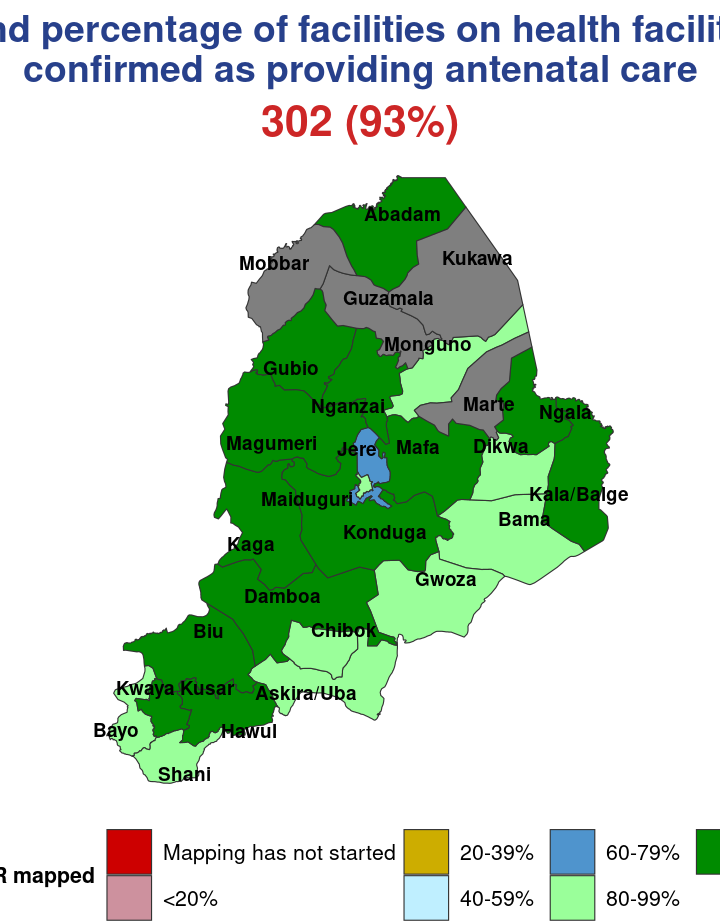 percentage of facilities on health
confirmed as providing antenatal care
302 (93%)
Abadam
Kukawa
Mobbar
Guzamala
Monguno
Gubio
Nganzai
Marte
Ngala
Magumeri
Jere
Mafa
Dikwa
Maiduguri
Kala/Balge
Bama
Konduga
Kaga
Gwoza
Damboa
Biu
Chibok
Kwaya Kusar
Askira/Uba
Bayo
Hawul
Shani
Mapping has not started
20-39%
60-79%
R mapped
<20%
40-59%
80-99%